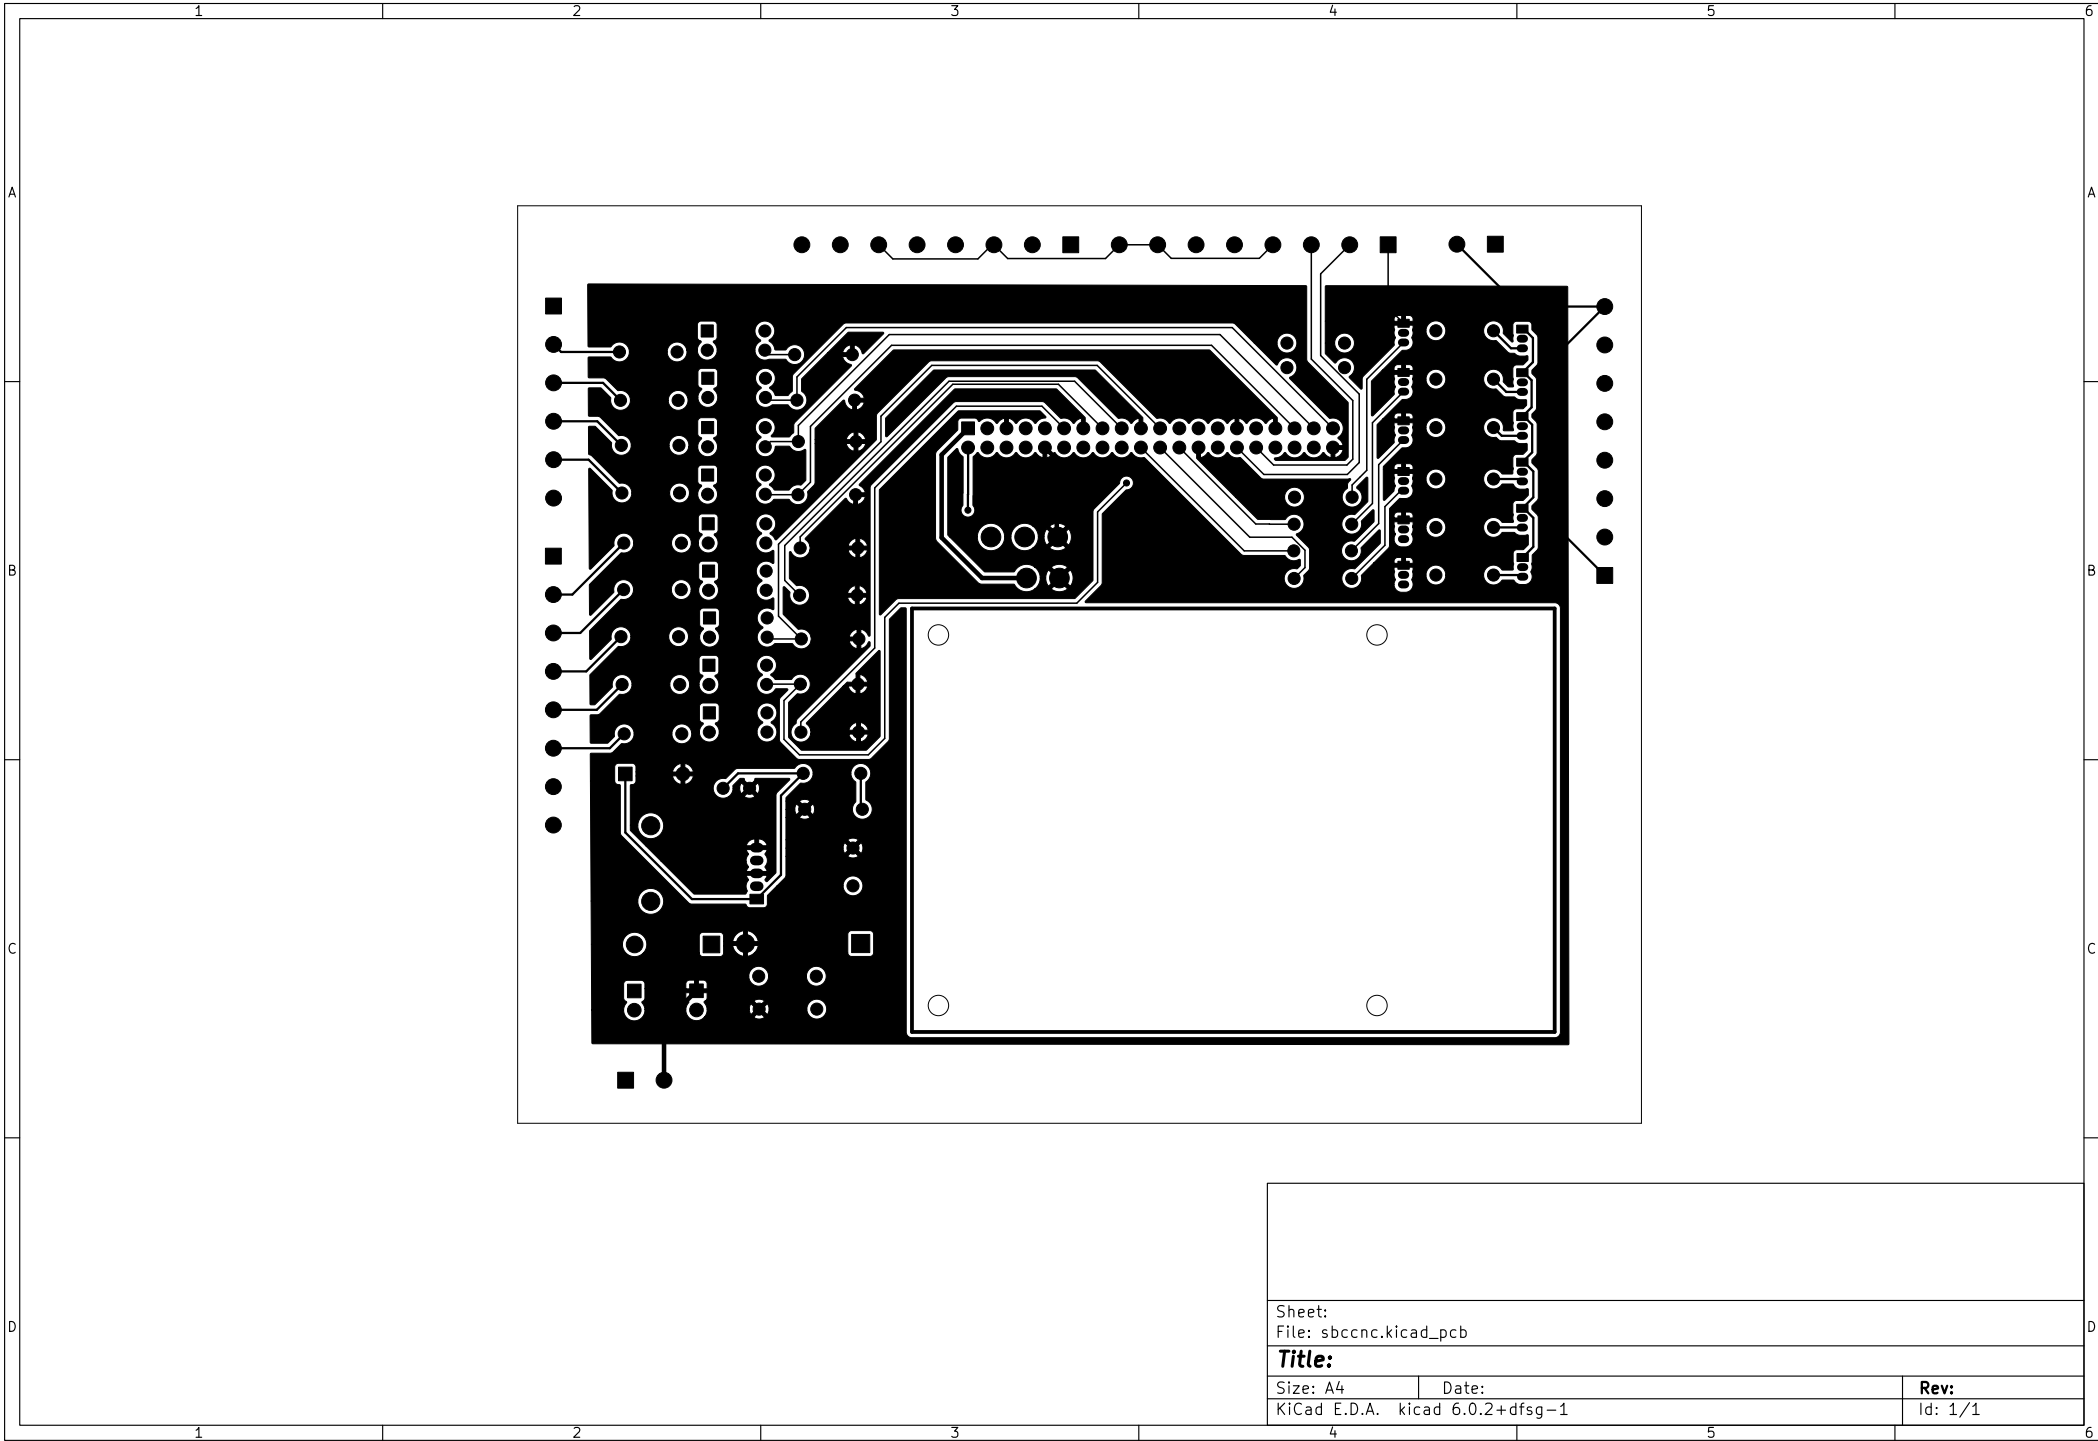 1 2 3 4 5 6
A A
B B
C C
D D
Sheet:
File: sbccnc.kicad_pcb
Title:
Size: A4 Date: Rev:
KiCad E.D.A. kicad 6.0.2+dfsg-1 Id: 1/1
1 2 3 4 5 6